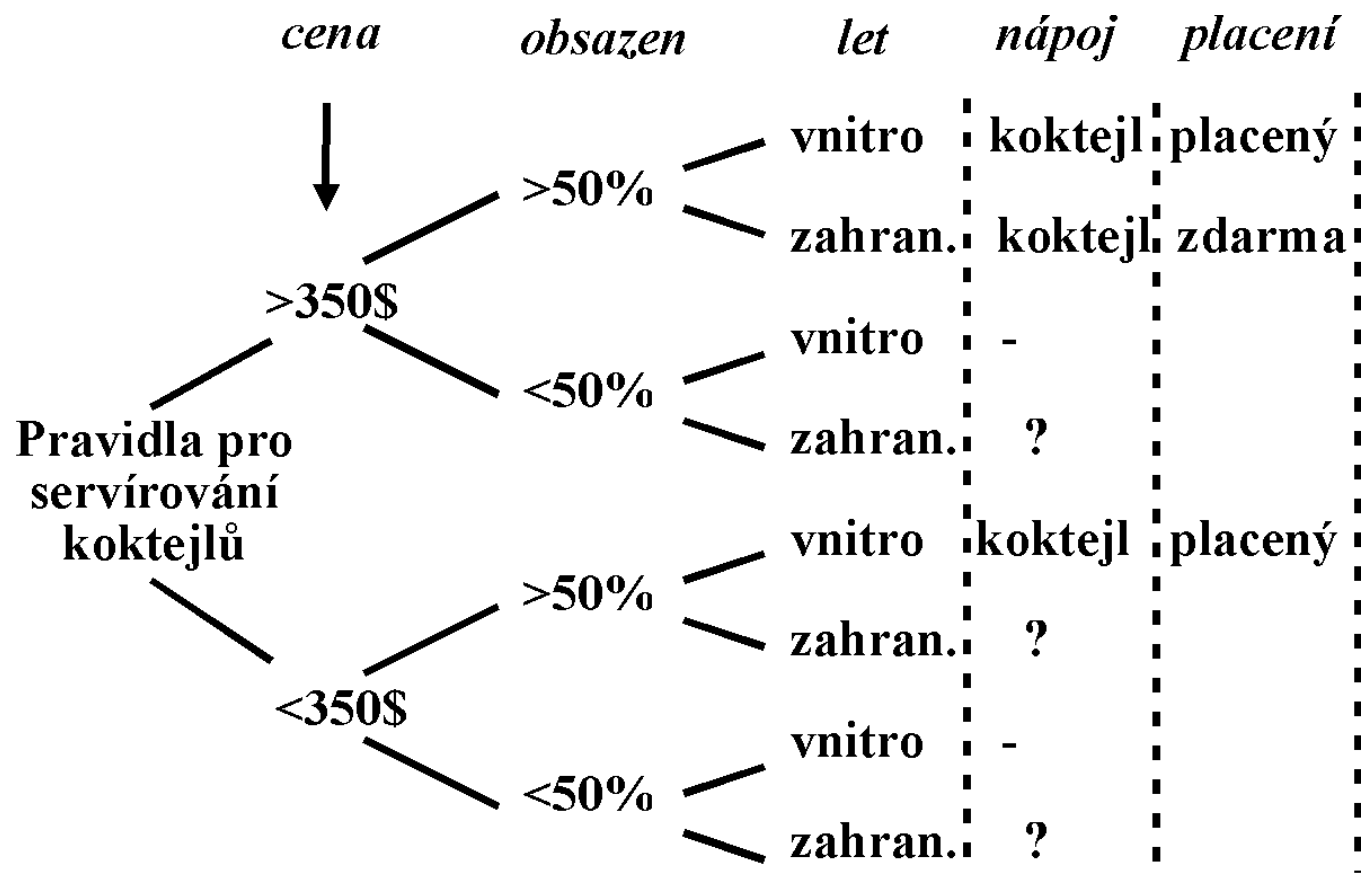 cena obsazen let nápoj placení
vnitro koktejl placený
>50%
zahran. koktejl zdarma
>350$
vnitro -
<50%
zahran. ?
Pravidla pro
servírování
koktejlů
vnitro koktejl placený
>50%
zahran. ?
<350$
vnitro -
<50%
zahran. ?